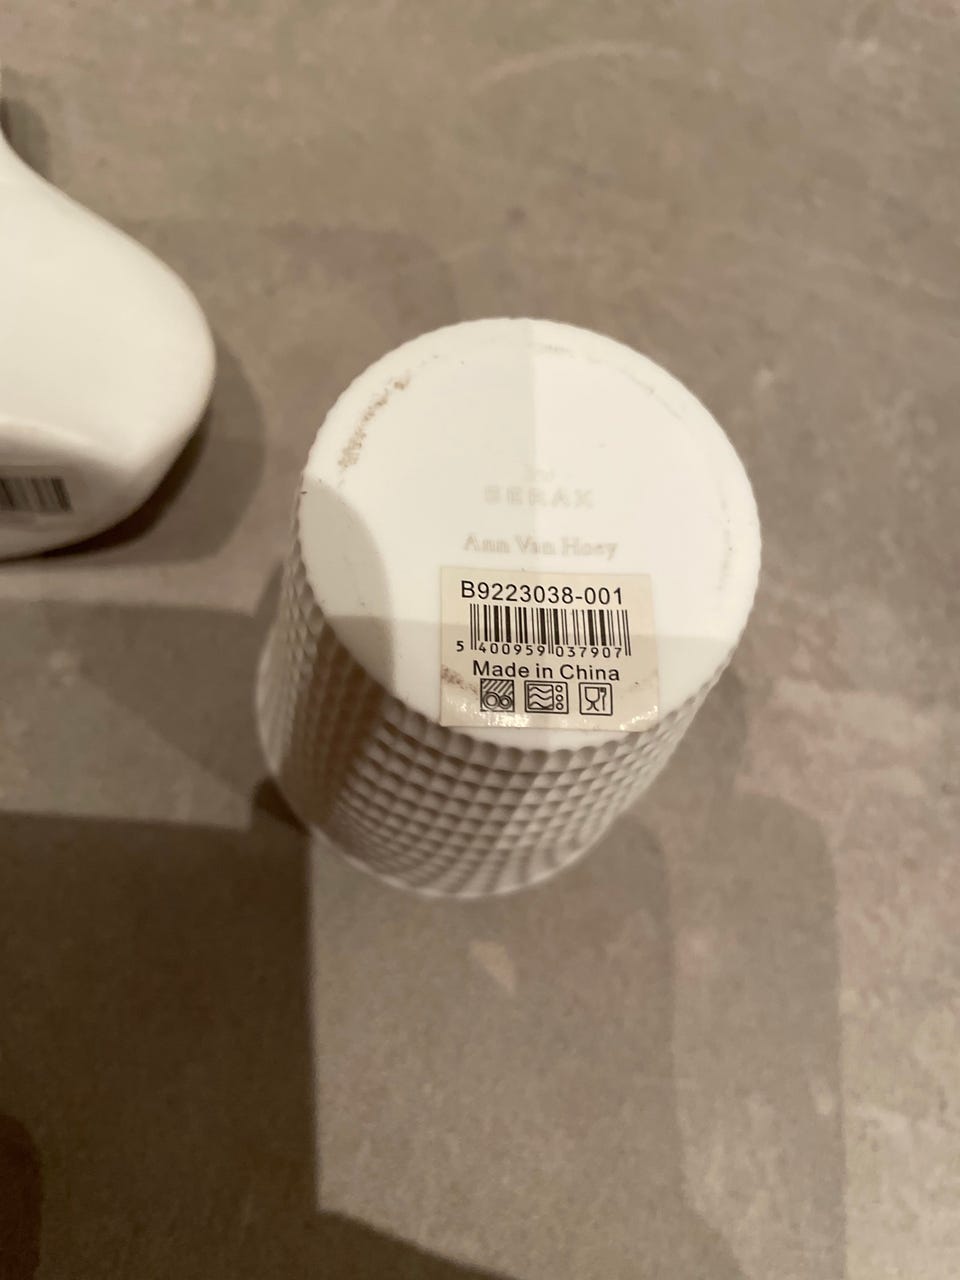 SERAX
Ann Van Hoey
B9223038-001
5 400959 037907
Made in China